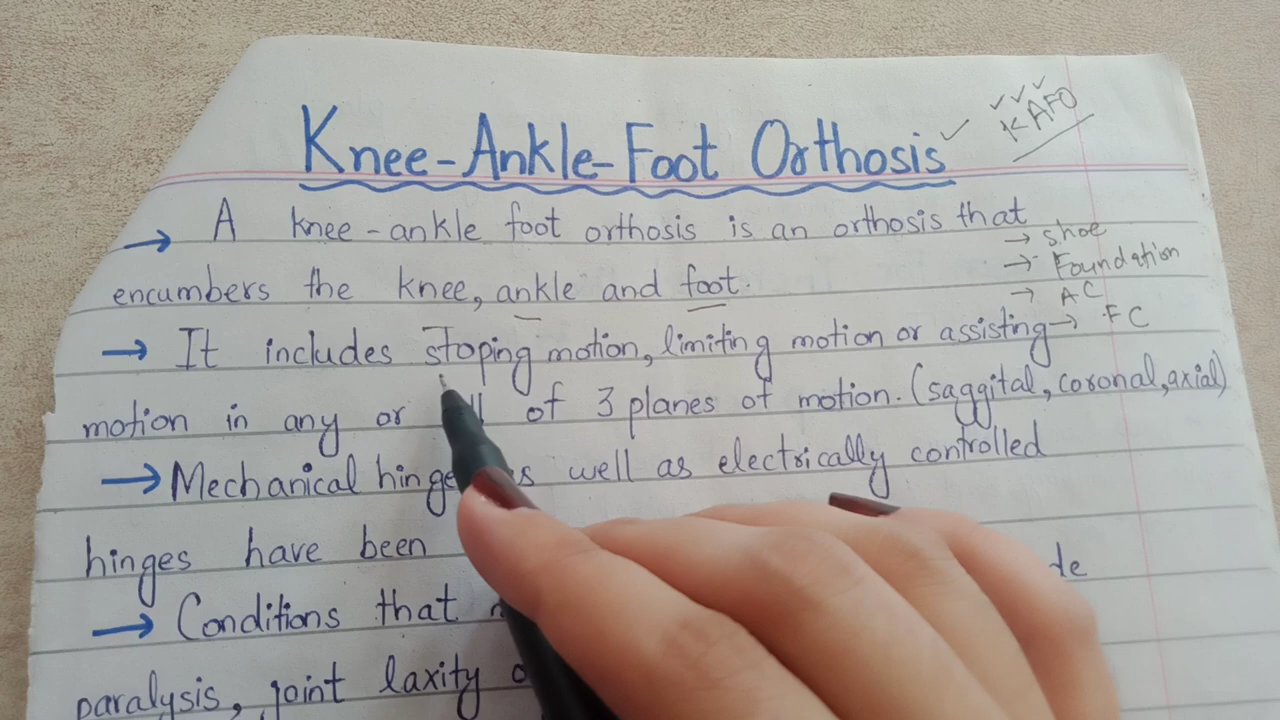 Knee-Ankle-Foot Orthosis
KAFO
→ A knee-ankle foot orthosis is an orthosis that
→ shoe
→ Foundation
encumbers the knee, ankle and foot.
→ AC
→ FC
→ It includes stoping motion, limiting motion or assisting
motion in any or of 3 planes of motion. (saggital, coronal, axial)
→ Mechanical hinge well as electrically controlled
hinges have been
→ Conditions that
paralysis, joint laxity